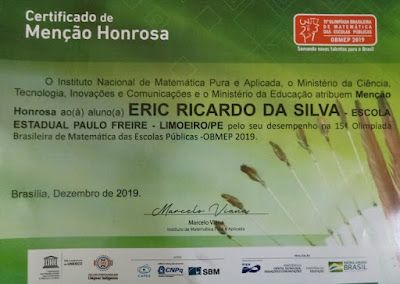 Certificado de
Menção Honrosa
15ª OLIMPÍADA BRASILEIRA
DE MATEMÁTICA
DAS ESCOLAS PÚBLICAS
OBMEP 2019
Somando novos talentos para o Brasil
O Instituto Nacional de Matemática Pura e Aplicada, o Ministério da Ciência,
Tecnologia, Inovações e Comunicações e o Ministério da Educação atribuem Menção
Honrosa ao(à) aluno(a) ERIC RICARDO DA SILVA - ESCOLA
ESTADUAL PAULO FREIRE - LIMOEIRO/PE pelo seu desempenho na 15ª Olimpíada
Brasileira de Matemática das Escolas Públicas -OBMEP 2019.
Brasília, Dezembro de 2019.
Marcelo Viana
Marcelo Viana
Instituto de Matemática Pura e Aplicada
CNPq
SBM
BRASIL